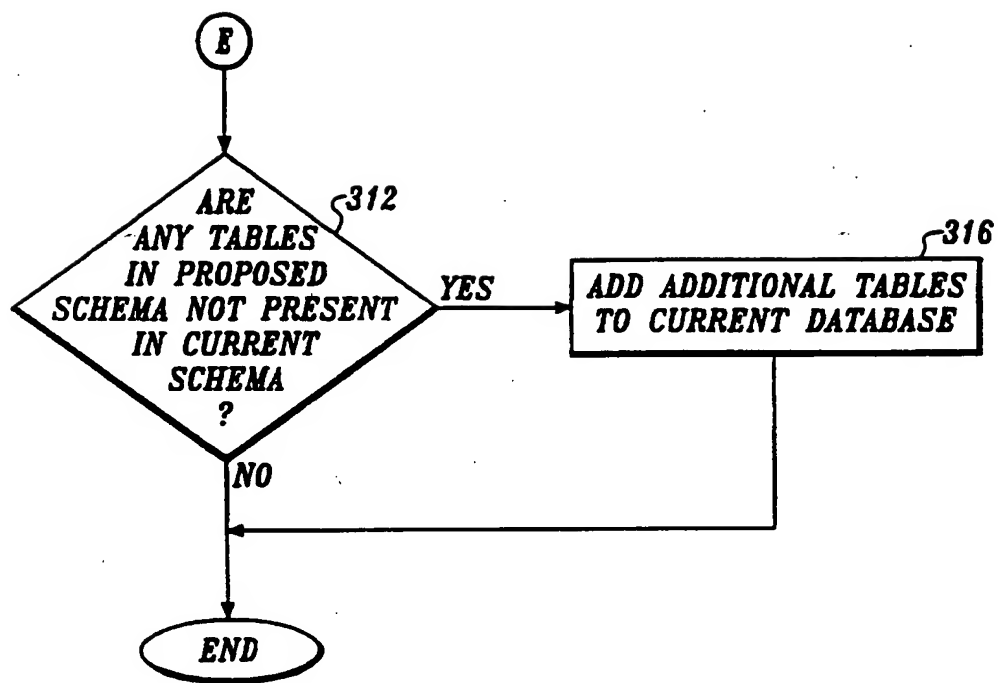 E
ARE
ANY TABLES
IN PROPOSED
SCHEMA NOT PRESENT
IN CURRENT
SCHEMA
?
312
YES
316
ADD ADDITIONAL TABLES
TO CURRENT DATABASE
NO
END